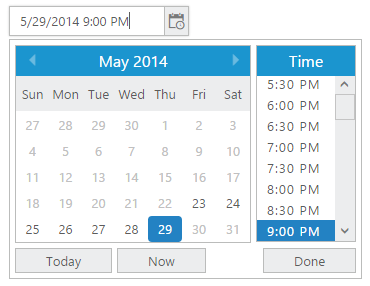 5/29/2014 9:00 PM
May 2014
Sun Mon Tue Wed Thu Fri Sat
27 28 29 30 1 2 3
4 5 6 7 8 9 10
11 12 13 14 15 16 17
18 19 20 21 22 23 24
25 26 27 28 29 30 31
Time
5:30 PM
6:00 PM
6:30 PM
7:00 PM
7:30 PM
8:00 PM
8:30 PM
9:00 PM
Today Now Done